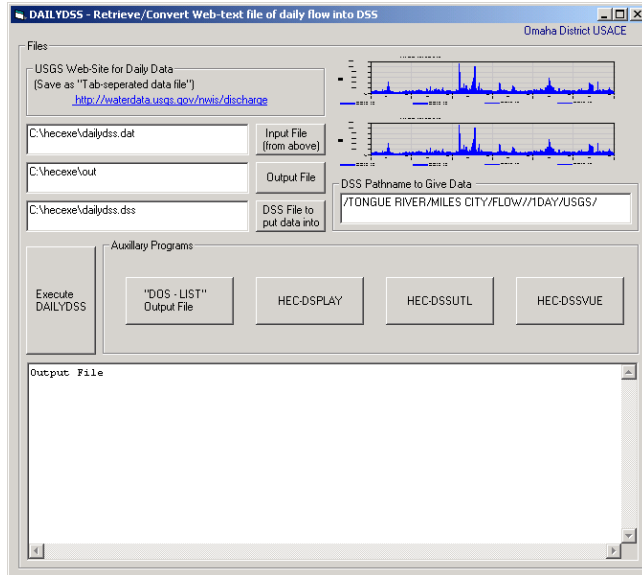 DAILYDSS - Retrieve/Convert Web-text file of daily flow into DSS
Omaha District USACE
Files
USGS Web-Site for Daily Data
(Save as "Tab-seperated data file")
http://waterdata.usgs.gov/nwis/discharge
C:\hecexe\dailydss.dat
Input File
(from above)
C:\hecexe\out
Output File
C:\hecexe\dailydss.dss
DSS File to
put data into
DSS Pathname to Give Data
/TONGUE RIVER/MILES CITY/FLOW//1DAY/USGS/
Execute
DAILYDSS
Auxillary Programs
"DOS - LIST"
Output File
HEC-DSPLAY
HEC-DSSUTL
HEC-DSSVUE
Output File